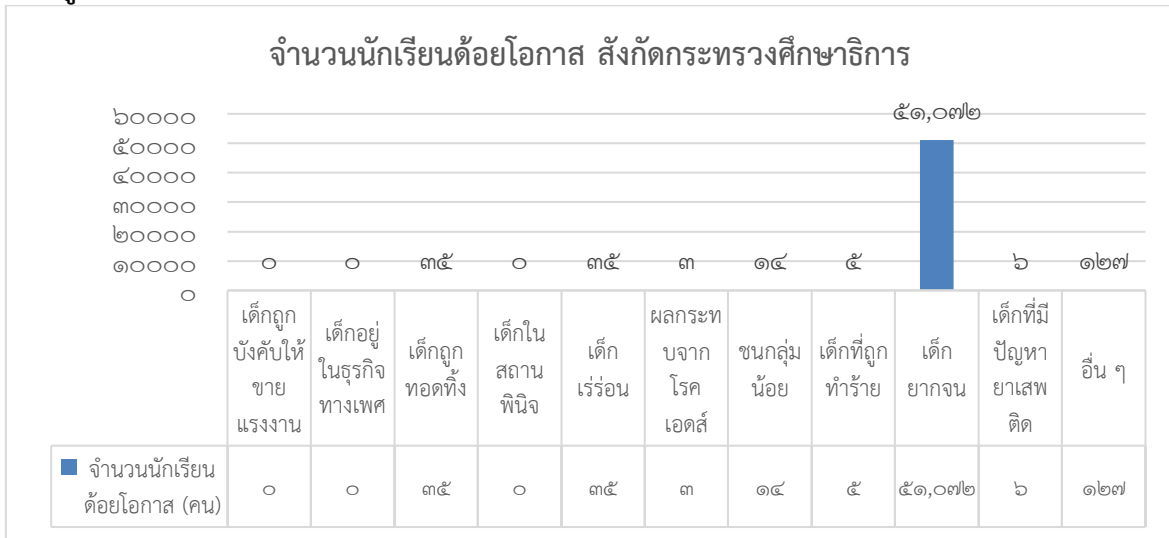 จำนวนนักเรียนด้อยโอกาส สังกัดกระทรวงศึกษาธิการ
๖๐๐๐๐
๕๐๐๐๐
๔๐๐๐๐
๓๐๐๐๐
๒๐๐๐๐
๑๐๐๐๐
๐
๐ ๐ ๓๕ ๐ ๓๕ ๓ ๑๔ ๕ ๕๑,๐๗๒ ๖ ๑๒๗
เด็กถูก
บังคับให้
ขาย
แรงงาน
เด็กอยู่
ในธุรกิจ
ทางเพศ
เด็กถูก
ทอดทิ้ง
เด็กใน
สถาน
พินิจ
เด็ก
เร่ร่อน
ผลกระท
บจาก
โรค
เอดส์
ชนกลุ่ม
น้อย
เด็กที่ถูก
ทำร้าย
เด็ก
ยากจน
เด็กที่มี
ปัญหา
ยาเสพ
ติด
อื่น ๆ
จำนวนนักเรียน
ด้อยโอกาส (คน)
๐ ๐ ๓๕ ๐ ๓๕ ๓ ๑๔ ๕ ๕๑,๐๗๒ ๖ ๑๒๗